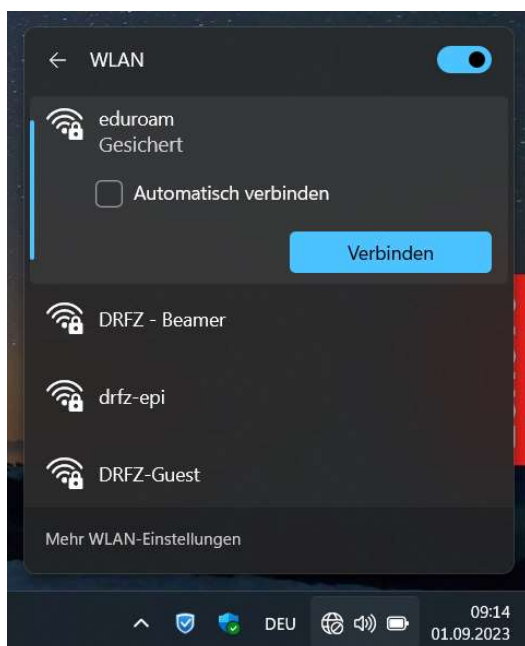 WLAN
eduroam
Gesichert
Automatisch verbinden
Verbinden
DRFZ - Beamer
drfz-epi
DRFZ-Guest
Mehr WLAN-Einstellungen
DEU
09:14
01.09.2023